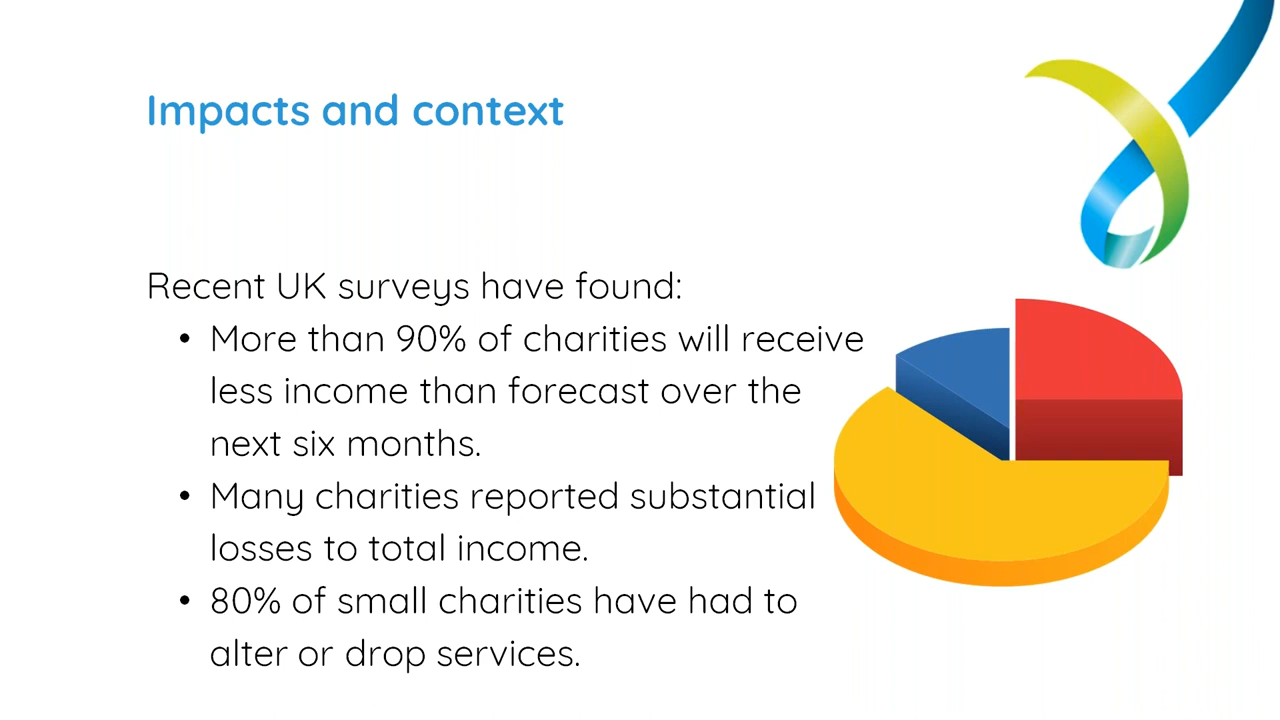 Impacts and context
Recent UK surveys have found:
• More than 90% of charities will receive
less income than forecast over the
next six months.
• Many charities reported substantial
losses to total income.
• 80% of small charities have had to
alter or drop services.